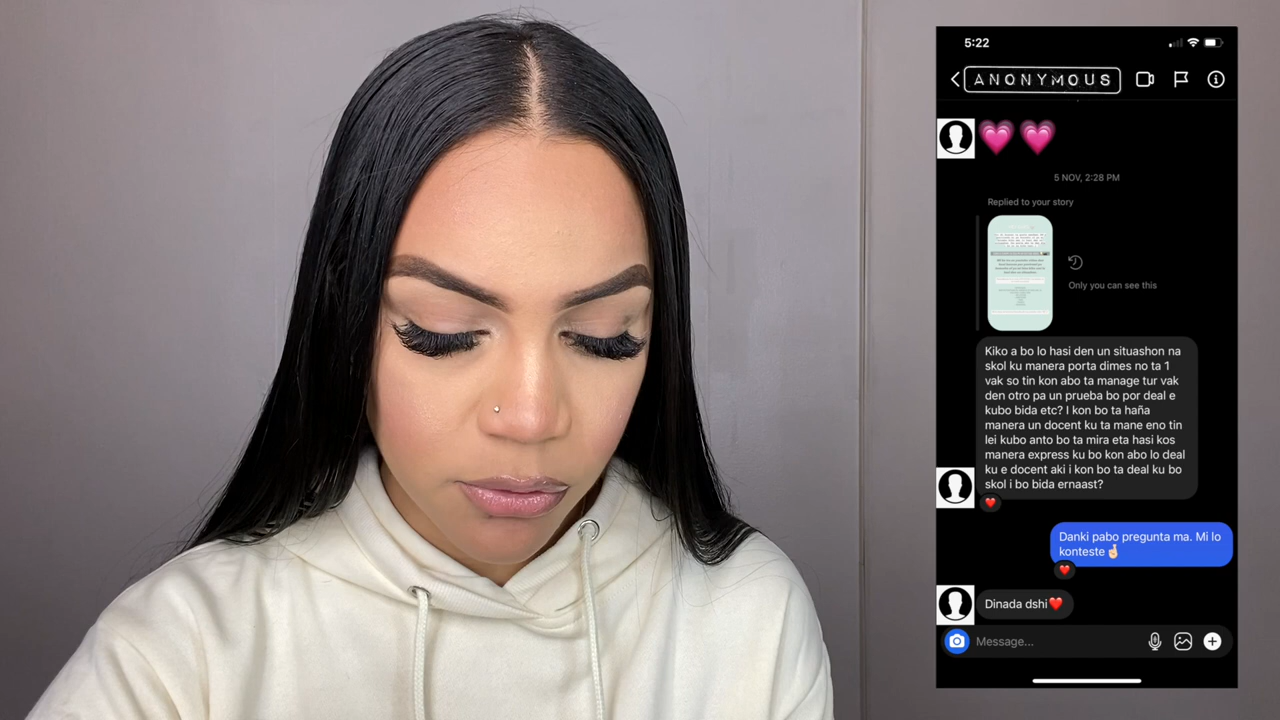 5:22
ANONYMOUS
5 NOV, 2:28 PM
Replied to your story
Only you can see this
Kiko a bo lo hasi den un situashon na
skol ku manera porta dimes no ta 1
vak so tin kon abo ta manage tur vak
den otro pa un prueba bo por deal e
kubo bida etc? I kon bo ta haña
manera un docent ku ta mane eno tin
lei kubo anto bo ta mira eta hasi kos
manera express ku bo kon abo lo deal
ku e docent aki i kon bo ta deal ku bo
skol i bo bida ernaast?
Danki pabo pregunta ma. Mi lo
konteste🤞🏻
Dinada dshi❤️
Message...